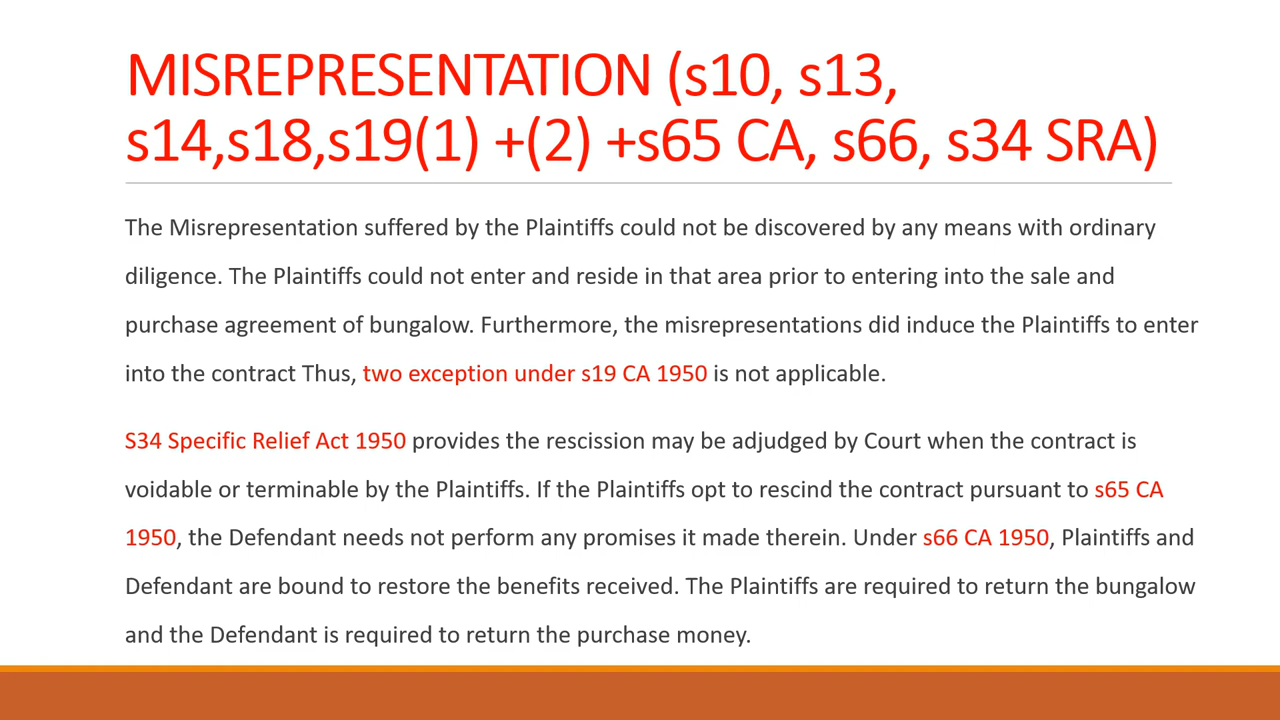 MISREPRESENTATION (s10, s13,
s14,s18,s19(1) +(2) +s65 CA, s66, s34 SRA)
The Misrepresentation suffered by the Plaintiffs could not be discovered by any means with ordinary
diligence. The Plaintiffs could not enter and reside in that area prior to entering into the sale and
purchase agreement of bungalow. Furthermore, the misrepresentations did induce the Plaintiffs to enter
into the contract Thus, two exception under s19 CA 1950 is not applicable.
S34 Specific Relief Act 1950 provides the rescission may be adjudged by Court when the contract is
voidable or terminable by the Plaintiffs. If the Plaintiffs opt to rescind the contract pursuant to s65 CA
1950, the Defendant needs not perform any promises it made therein. Under s66 CA 1950, Plaintiffs and
Defendant are bound to restore the benefits received. The Plaintiffs are required to return the bungalow
and the Defendant is required to return the purchase money.